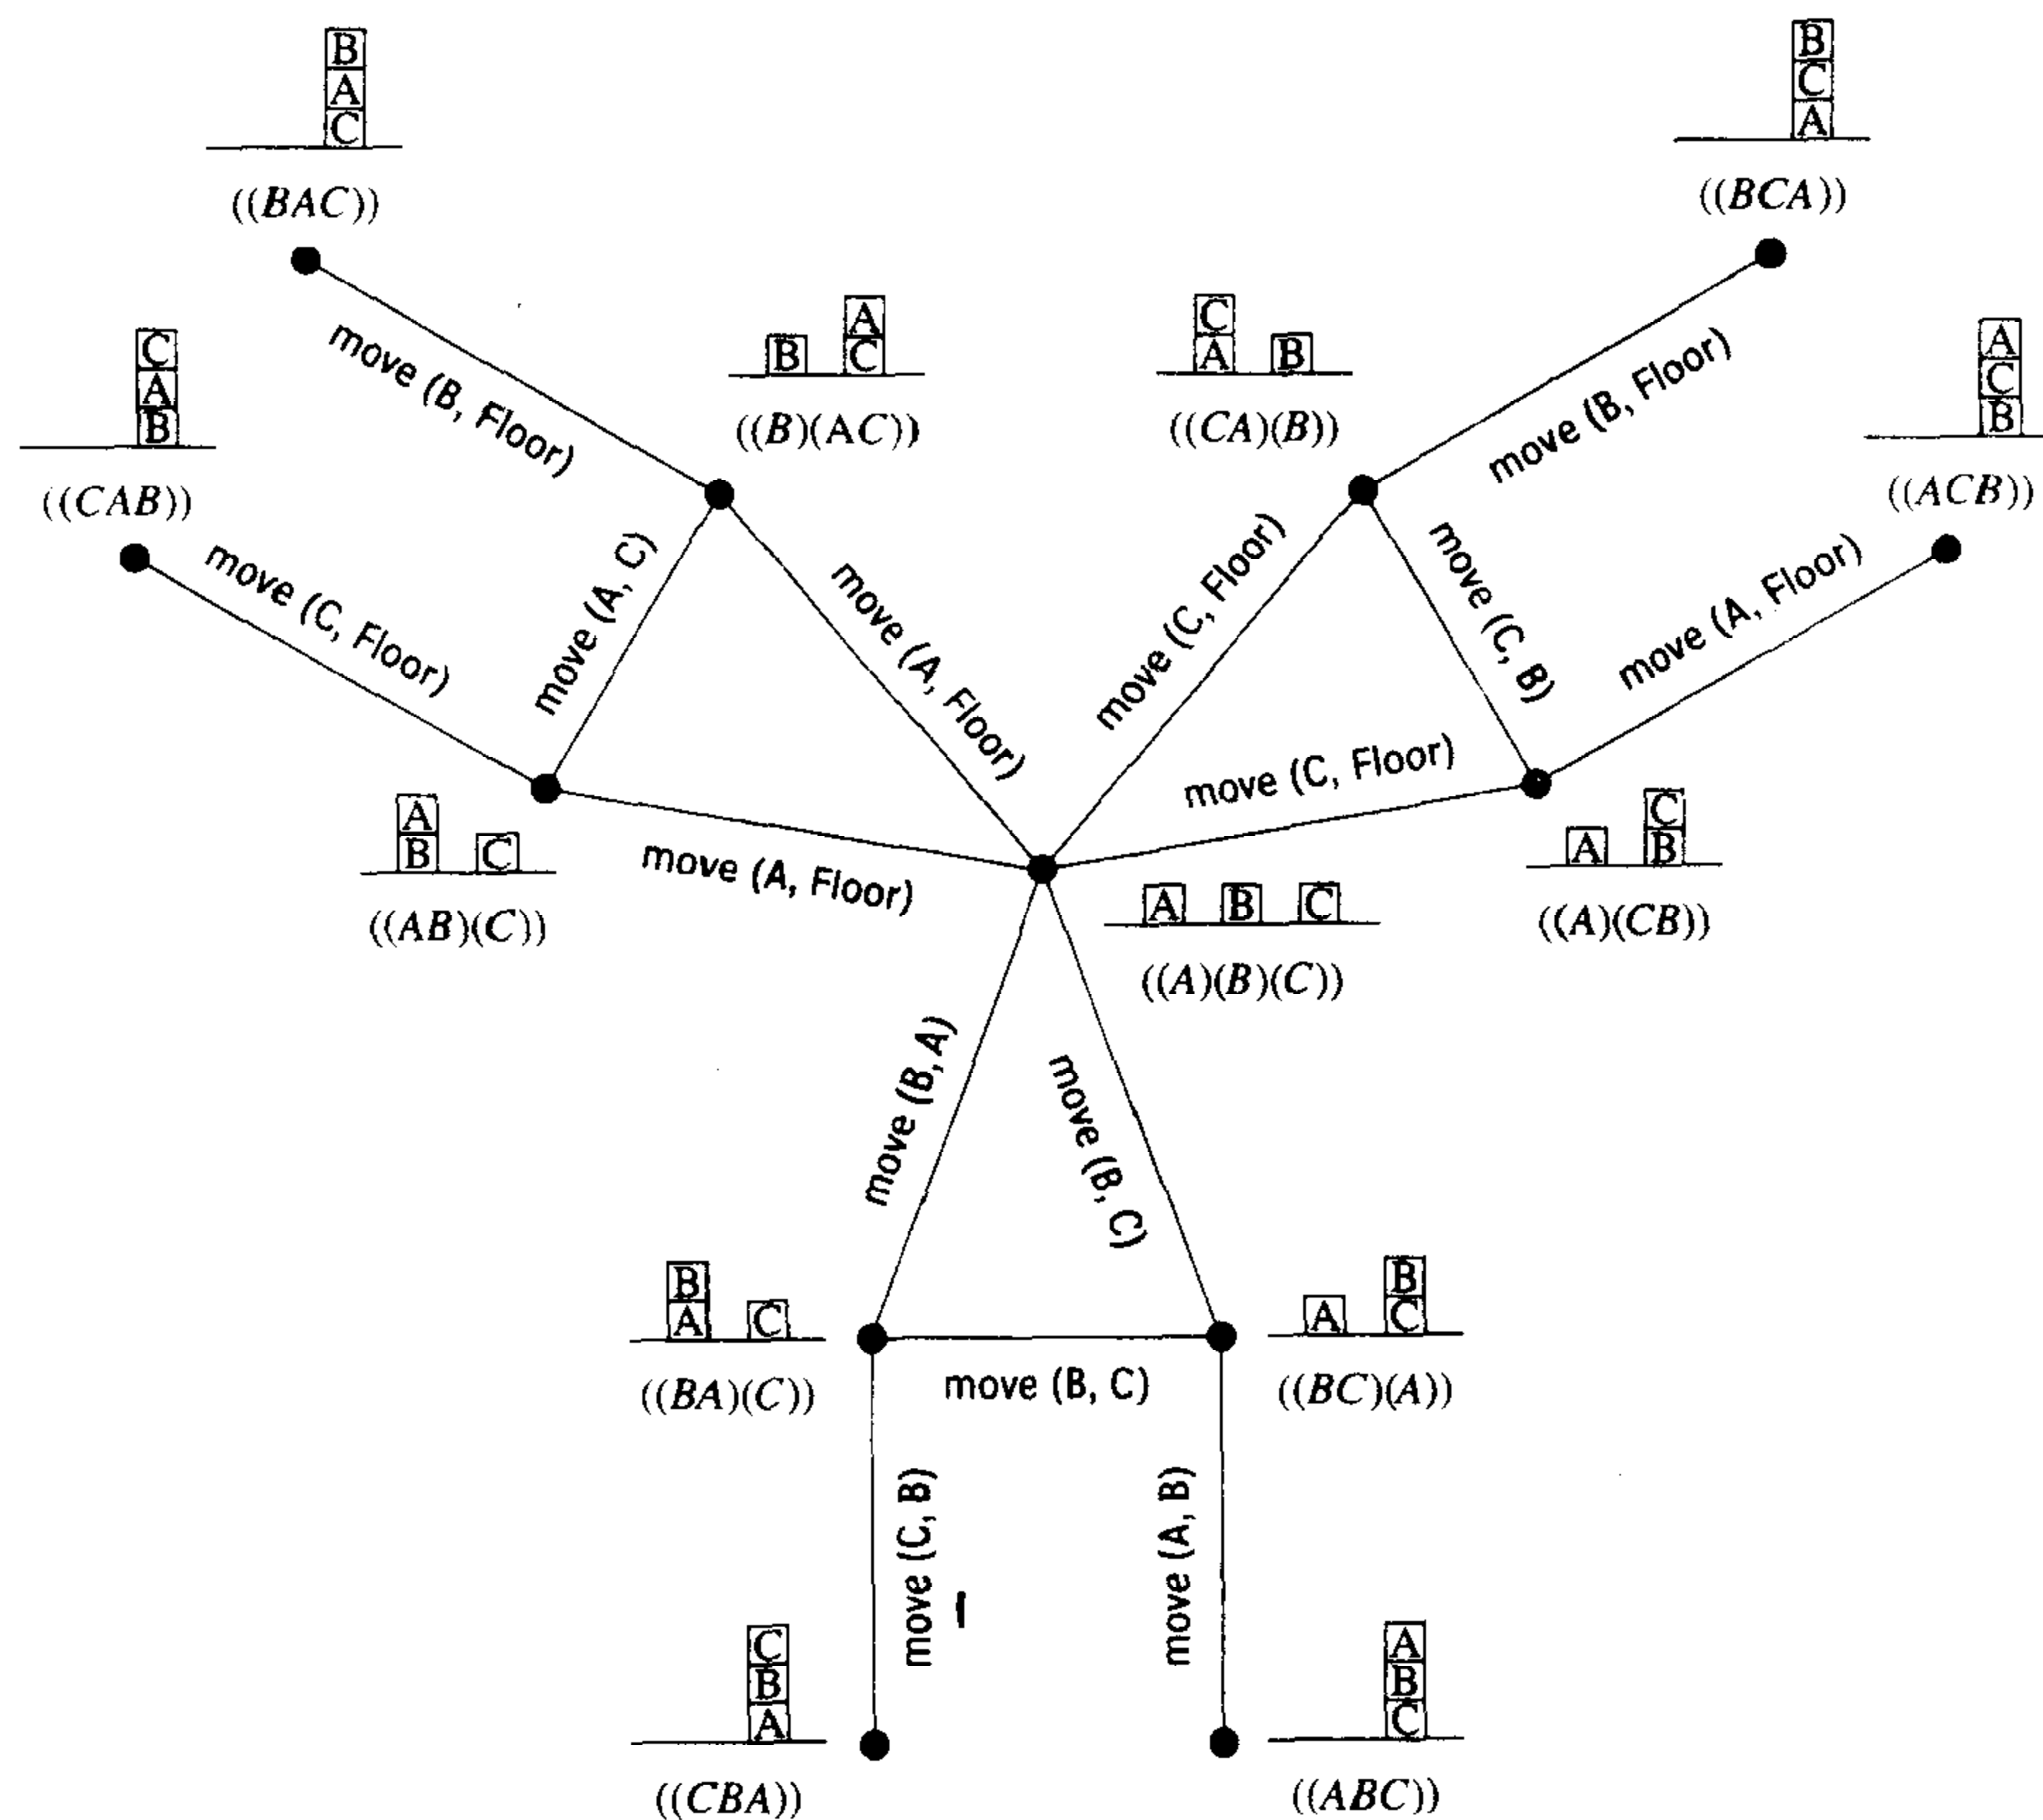 B
A
C
((BAC))
B
C
A
((BCA))
C
A
B
((CAB))
move (B, Floor)
A
B C
((B)(AC))
C
A B
((CA)(B))
move (B, Floor)
A
C
B
((ACB))
move (C, Floor)
move (A, C)
move (A, Floor)
move (C, Floor)
move (C, B)
move (A, Floor)
A
B C
((AB)(C))
move (A, Floor)
move (C, Floor)
A B C
((A)(B)(C))
C
A B
((A)(CB))
move (B, A)
move (B, C)
B
A C
((BA)(C))
move (B, C)
B
A C
((BC)(A))
move (C, B)
move (A, B)
C
B
A
((CBA))
A
B
C
((ABC))